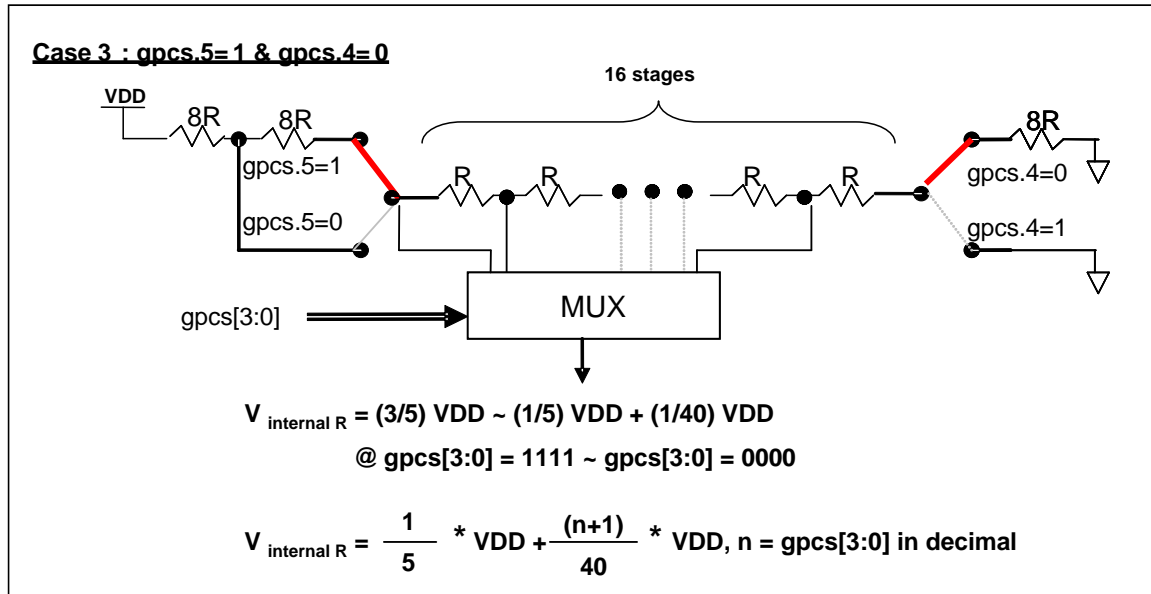 Case 3 : gpcs.5=1 & gpcs.4=0
16 stages
VDD
8R
8R
8R
gpcs.5=1
gpcs.4=0
R
R
R
R
gpcs.5=0
gpcs.4=1
MUX
gpcs[3:0]
V internal R = (3/5) VDD ~ (1/5) VDD + (1/40) VDD
@ gpcs[3:0] = 1111 ~ gpcs[3:0] = 0000
V internal R = 1/5 * VDD + (n+1)/40 * VDD, n = gpcs[3:0] in decimal